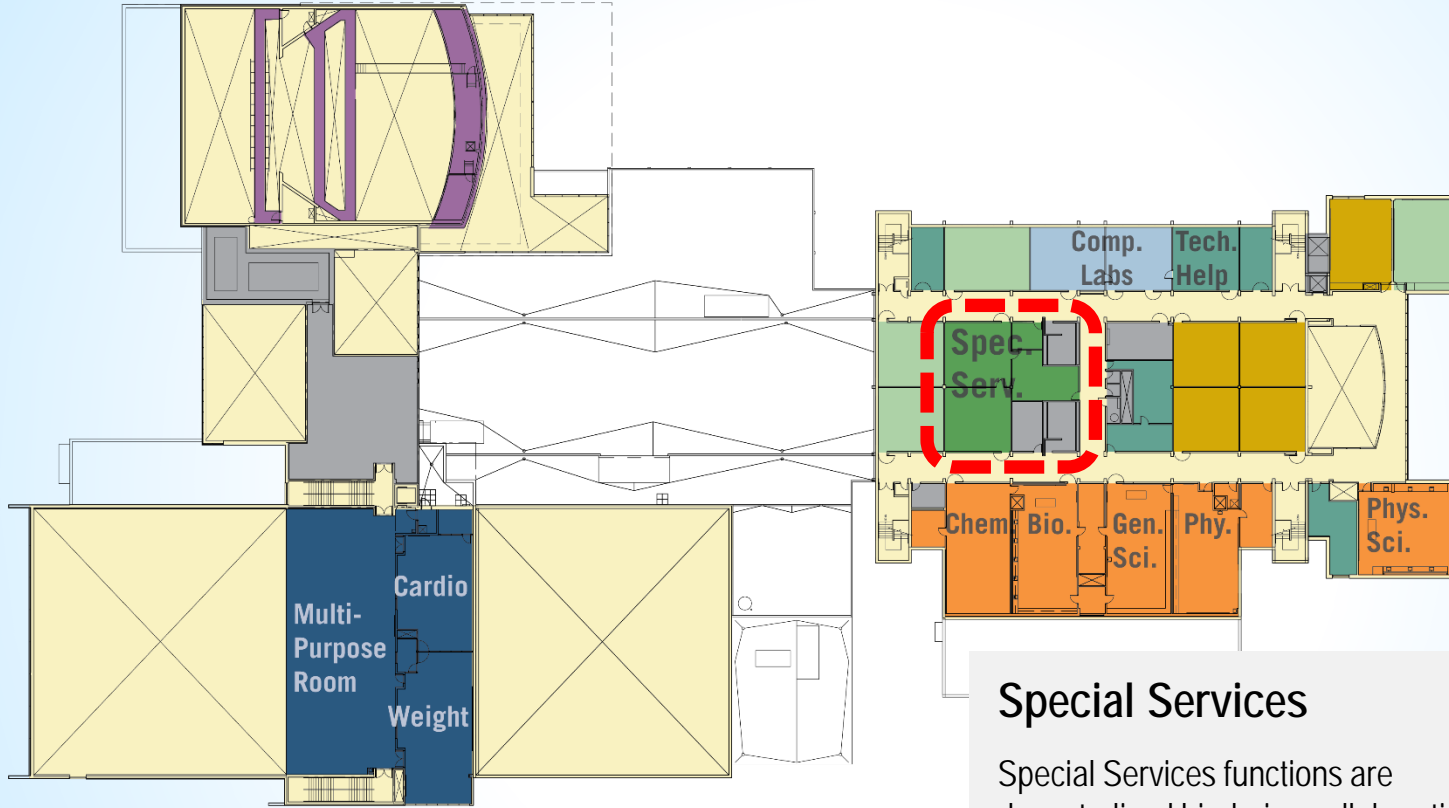 Comp.
Labs
Tech.
Help
Spec.
Serv.
Chem
Bio.
Gen.
Sci.
Phy.
Phys.
Sci.
Cardio
Multi-
Purpose
Room
Weight
Special Services
Special Services functions are